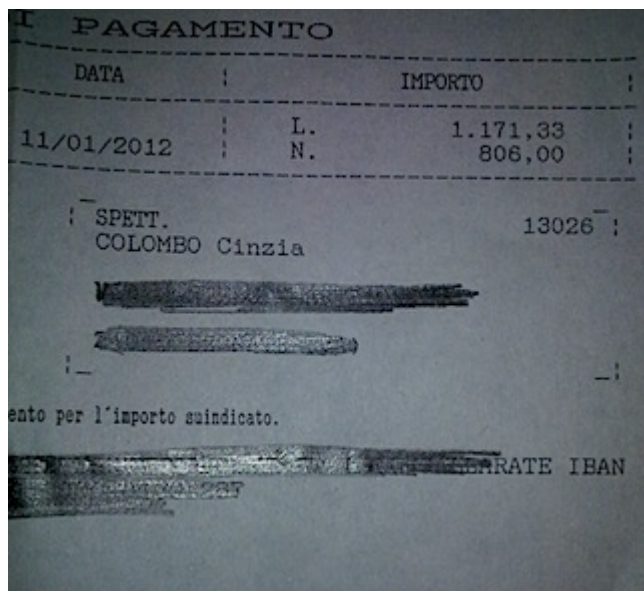 I PAGAMENTO
DATA IMPORTO
L. 1.171,33
11/01/2012 N. 806,00
SPETT. 13026
COLOMBO Cinzia
ento per l'importo suindicato.
IBAN